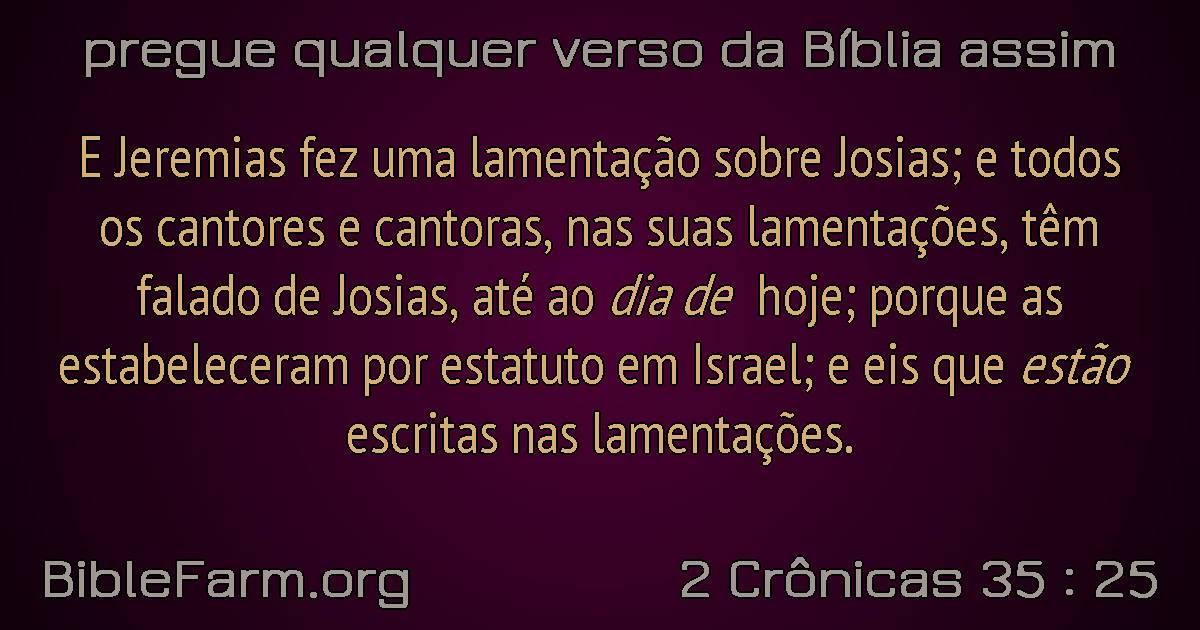 pregue qualquer verso da Bíblia assim
E Jeremias fez uma lamentação sobre Josias; e todos
os cantores e cantoras, nas suas lamentações, têm
falado de Josias, até ao dia de hoje; porque as
estabeleceram por estatuto em Israel; e eis que estão
escritas nas lamentações.
BibleFarm.org
2 Crônicas 35 : 25